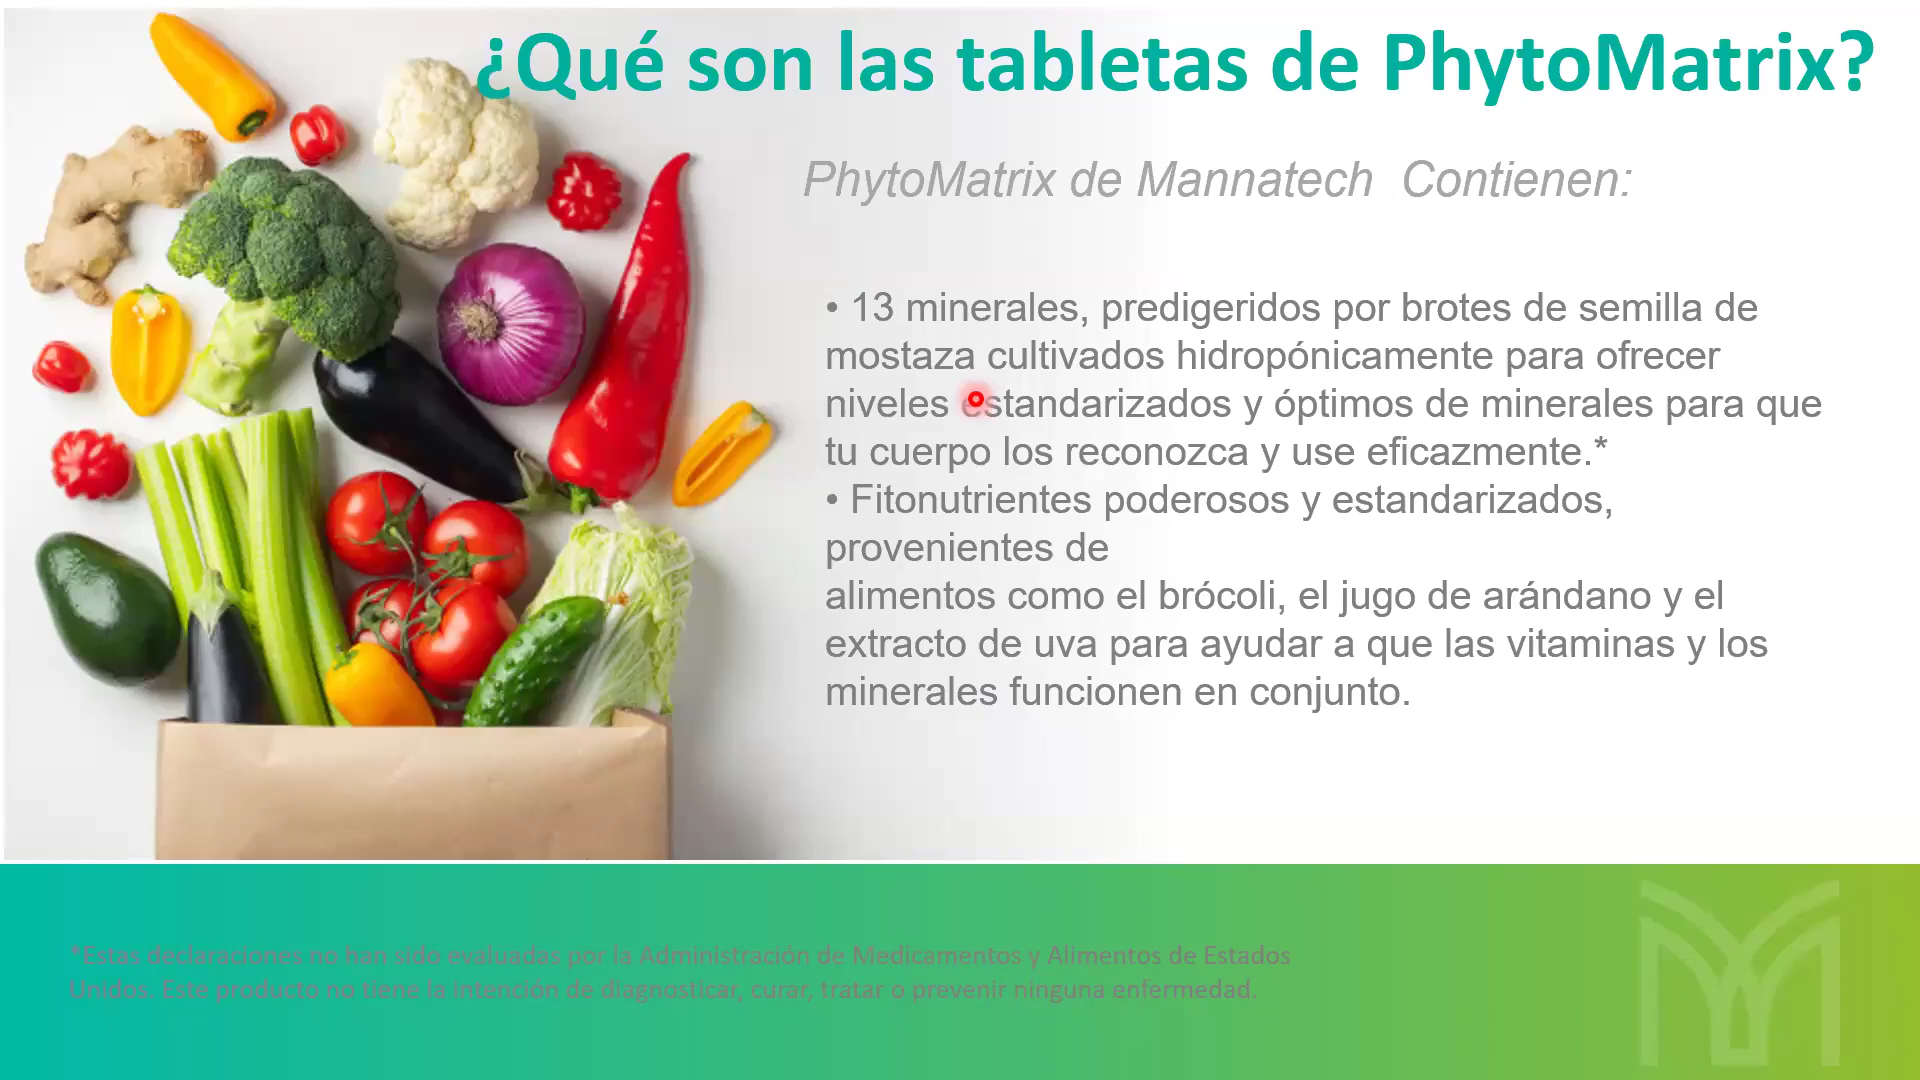 ¿Qué son las tabletas de PhytoMatrix?
PhytoMatrix de Mannatech Contienen:
• 13 minerales, predigeridos por brotes de semilla de
mostaza cultivados hidropónicamente para ofrecer
niveles estandarizados y óptimos de minerales para que
tu cuerpo los reconozca y use eficazmente.*
• Fitonutrientes poderosos y estandarizados,
provenientes de
alimentos como el brócoli, el jugo de arándano y el
extracto de uva para ayudar a que las vitaminas y los
minerales funcionen en conjunto.
*Estas declaraciones no han sido evaluadas por la Administración de Medicamentos y Alimentos de Estados
Unidos. Este producto no tiene la intención de diagnosticar, curar, tratar o prevenir ninguna enfermedad.